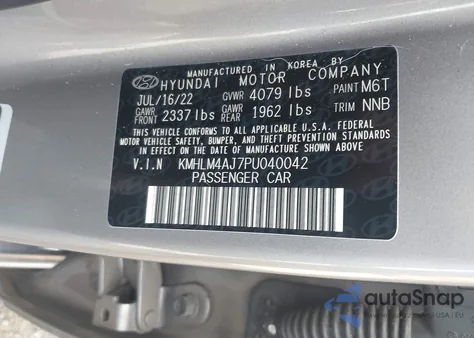 MANUFACTURED IN KOREA BY
HYUNDAI MOTOR COMPANY
JUL/16/22 GVWR 4079 lbs PAINT M6T
GAWR FRONT 2337 lbs GAWR REAR 1962 lbs TRIM NNB
THIS VEHICLE CONFORMS TO ALL APPLICABLE U.S.A. FEDERAL
MOTOR VEHICLE SAFETY, BUMPER, AND THEFT PREVENTION STANDARDS
IN EFFECT ON THE DATE OF MANUFACTURE SHOWN ABOVE.
V.I.N KMHLM4AJ7PU040042
PASSENGER CAR
autoSnap